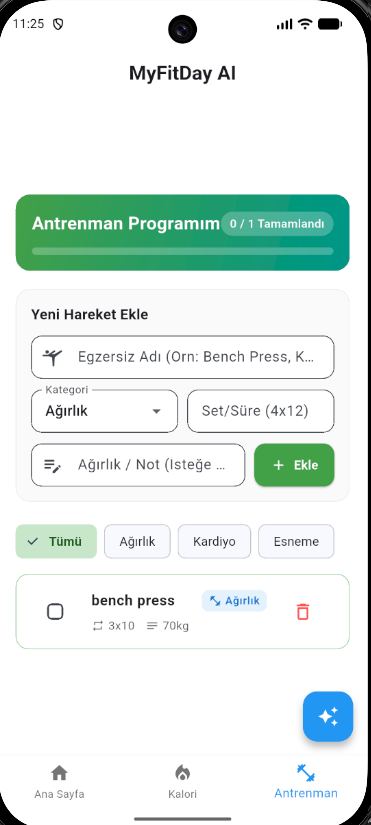 11:25
MyFitDay AI
Antrenman Programım 0 / 1 Tamamlandı
Yeni Hareket Ekle
Egzersiz Adı (Orn: Bench Press, K...
Kategori
Ağırlık Set/Süre (4x12)
Ağırlık / Not (Isteğe ... + Ekle
Tümü Ağırlık Kardiyo Esneme
bench press Ağırlık
3x10 70kg
Ana Sayfa Kalori Antrenman